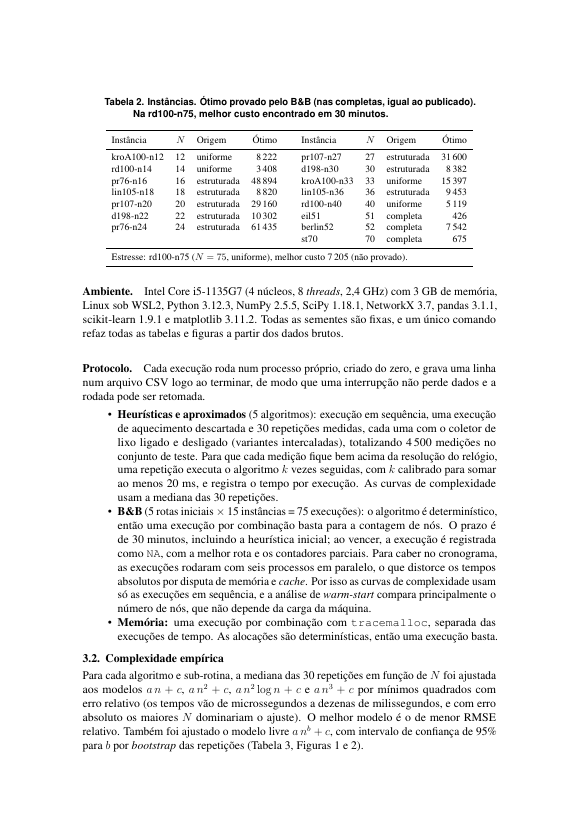 Tabela 2. Instâncias. Ótimo provado pelo B&B (nas completas, igual ao publicado).
Na rd100-n75, melhor custo encontrado em 30 minutos.
Instância N Origem Ótimo Instância N Origem Ótimo
kroA100-n12 12 uniforme 8 222 pr107-n27 27 estruturada 31 600
rd100-n14 14 uniforme 3 408 d198-n30 30 estruturada 8 382
pr76-n16 16 estruturada 48 894 kroA100-n33 33 uniforme 15 397
lin105-n18 18 estruturada 8 820 lin105-n36 36 estruturada 9 453
pr107-n20 20 estruturada 29 160 rd100-n40 40 uniforme 5 119
d198-n22 22 estruturada 10 302 eil51 51 completa 426
pr76-n24 24 estruturada 61 435 berlin52 52 completa 7 542
st70 70 completa 675
Estresse: rd100-n75 (N = 75, uniforme), melhor custo 7 205 (não provado).
Ambiente. Intel Core i5-1135G7 (4 núcleos, 8 threads, 2,4 GHz) com 3 GB de memória,
Linux sob WSL2, Python 3.12.3, NumPy 2.5.5, SciPy 1.18.1, NetworkX 3.7, pandas 3.1.1,
scikit-learn 1.9.1 e matplotlib 3.11.2. Todas as sementes são fixas, e um único comando
refaz todas as tabelas e figuras a partir dos dados brutos.
Protocolo. Cada execução roda num processo próprio, criado do zero, e grava uma linha
num arquivo CSV logo ao terminar, de modo que uma interrupção não perde dados e a
rodada pode ser retomada.
• Heurísticas e aproximados (5 algoritmos): execução em sequência, uma execução
de aquecimento descartada e 30 repetições medidas, cada uma com o coletor de
lixo ligado e desligado (variantes intercaladas), totalizando 4 500 medições no
conjunto de teste. Para que cada medição fique bem acima da resolução do relógio,
uma repetição executa o algoritmo k vezes seguidas, com k calibrado para somar
ao menos 20 ms, e registra o tempo por execução. As curvas de complexidade
usam a mediana das 30 repetições.
• B&B (5 rotas iniciais × 15 instâncias = 75 execuções): o algoritmo é determinístico,
então uma execução por combinação basta para a contagem de nós. O prazo é
de 30 minutos, incluindo a heurística inicial; ao vencer, a execução é registrada
como NA, com a melhor rota e os contadores parciais. Para caber no cronograma,
as execuções rodaram com seis processos em paralelo, o que distorce os tempos
absolutos por disputa de memória e cache. Por isso as curvas de complexidade usam
só as execuções em sequência, e a análise de warm-start compara principalmente o
número de nós, que não depende da carga da máquina.
• Memória: uma execução por combinação com tracemalloc, separada das
execuções de tempo. As alocações são determinísticas, então uma execução basta.
3.2. Complexidade empírica
Para cada algoritmo e sub-rotina, a mediana das 30 repetições em função de N foi ajustada
aos modelos a n + c, a n² + c, a n² log n + c e a n³ + c por mínimos quadrados com
erro relativo (os tempos vão de microssegundos a dezenas de milissegundos, e com erro
absoluto os maiores N dominariam o ajuste). O melhor modelo é o de menor RMSE
relativo. Também foi ajustado o modelo livre a nᵇ + c, com intervalo de confiança de 95%
para b por bootstrap das repetições (Tabela 3, Figuras 1 e 2).